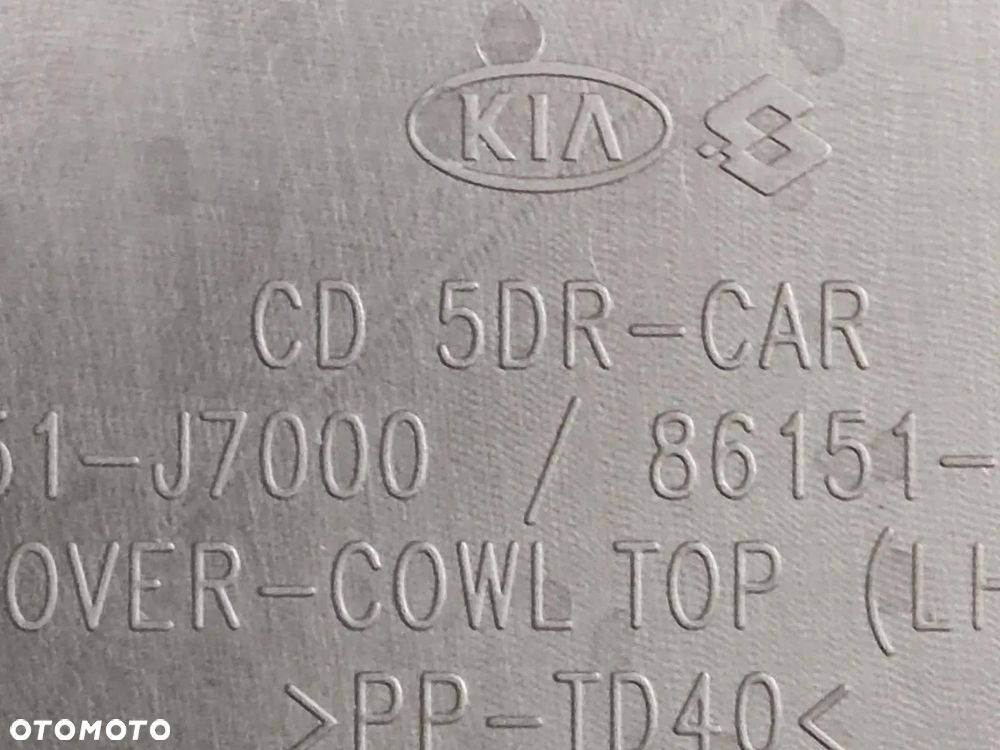 KIA
CD 5DR-CAR
51-J7000 / 86151-
OVER-COWL TOP (LH
>PP-TD40<
OTOMOTO